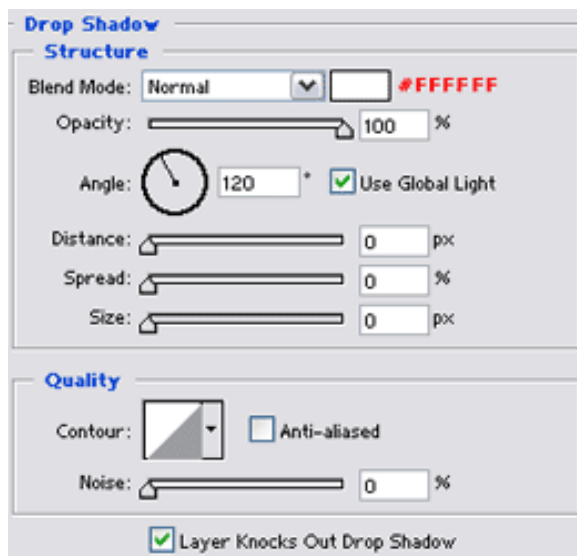 Drop Shadow
Structure
Blend Mode: Normal #FFFFFF
Opacity: 100 %
Angle: 120 ° Use Global Light
Distance: 0 px
Spread: 0 %
Size: 0 px
Quality
Contour: Anti-aliased
Noise: 0 %
Layer Knocks Out Drop Shadow